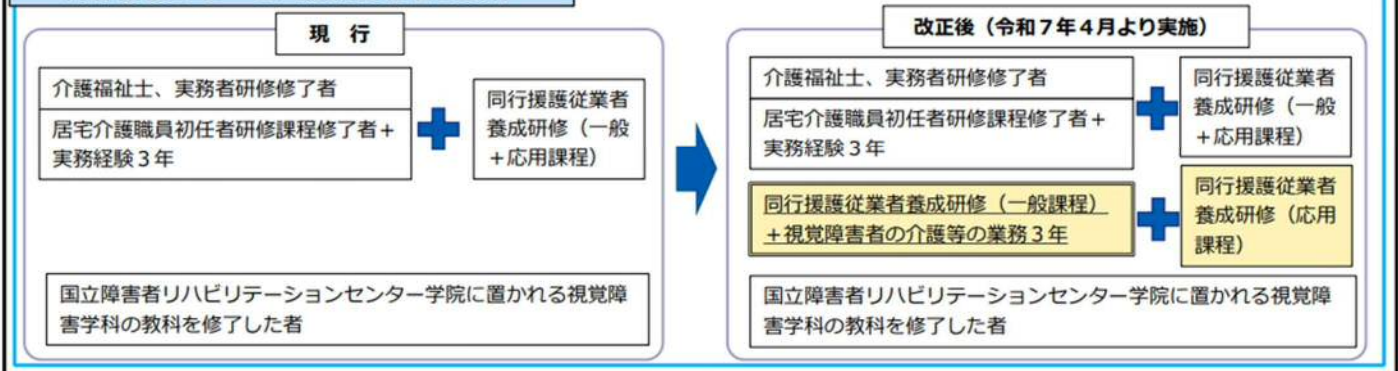 現 行
介護福祉士、実務者研修修了者
居宅介護職員初任者研修課程修了者+
実務経験3年
同行援護従業者
養成研修(一般
+応用課程)
国立障害者リハビリテーションセンター学院に置かれる視覚障
害学科の教科を修了した者
改正後(令和7年4月より実施)
介護福祉士、実務者研修修了者
居宅介護職員初任者研修課程修了者+
実務経験3年
同行援護従業者
養成研修(一般
+応用課程)
同行援護従業者養成研修(一般課程)
+視覚障害者の介護等の業務3年
同行援護従業者
養成研修(応用
課程)
国立障害者リハビリテーションセンター学院に置かれる視覚障
害学科の教科を修了した者